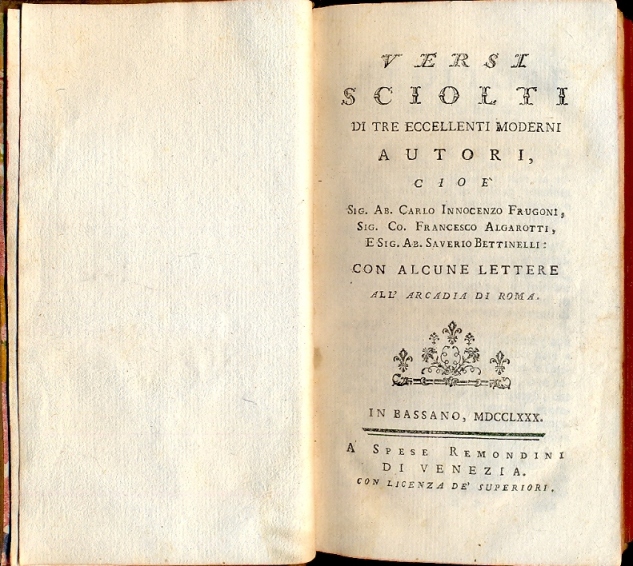 VERSI
SCIOLTI
DI TRE ECCELLENTI MODERNI
AUTORI,
CIOÈ
SIG. AB. CARLO INNOCENZO FRUGONI,
SIG. CO. FRANCESCO ALGAROTTI,
E SIG. AB. SAVERIO BETTINELLI:
CON ALCUNE LETTERE
ALL' ARCADIA DI ROMA.
IN BASSANO, MDCCLXXX.
A SPESE REMONDINI
DI VENEZIA.
CON LICENZA DE' SUPERIORI.